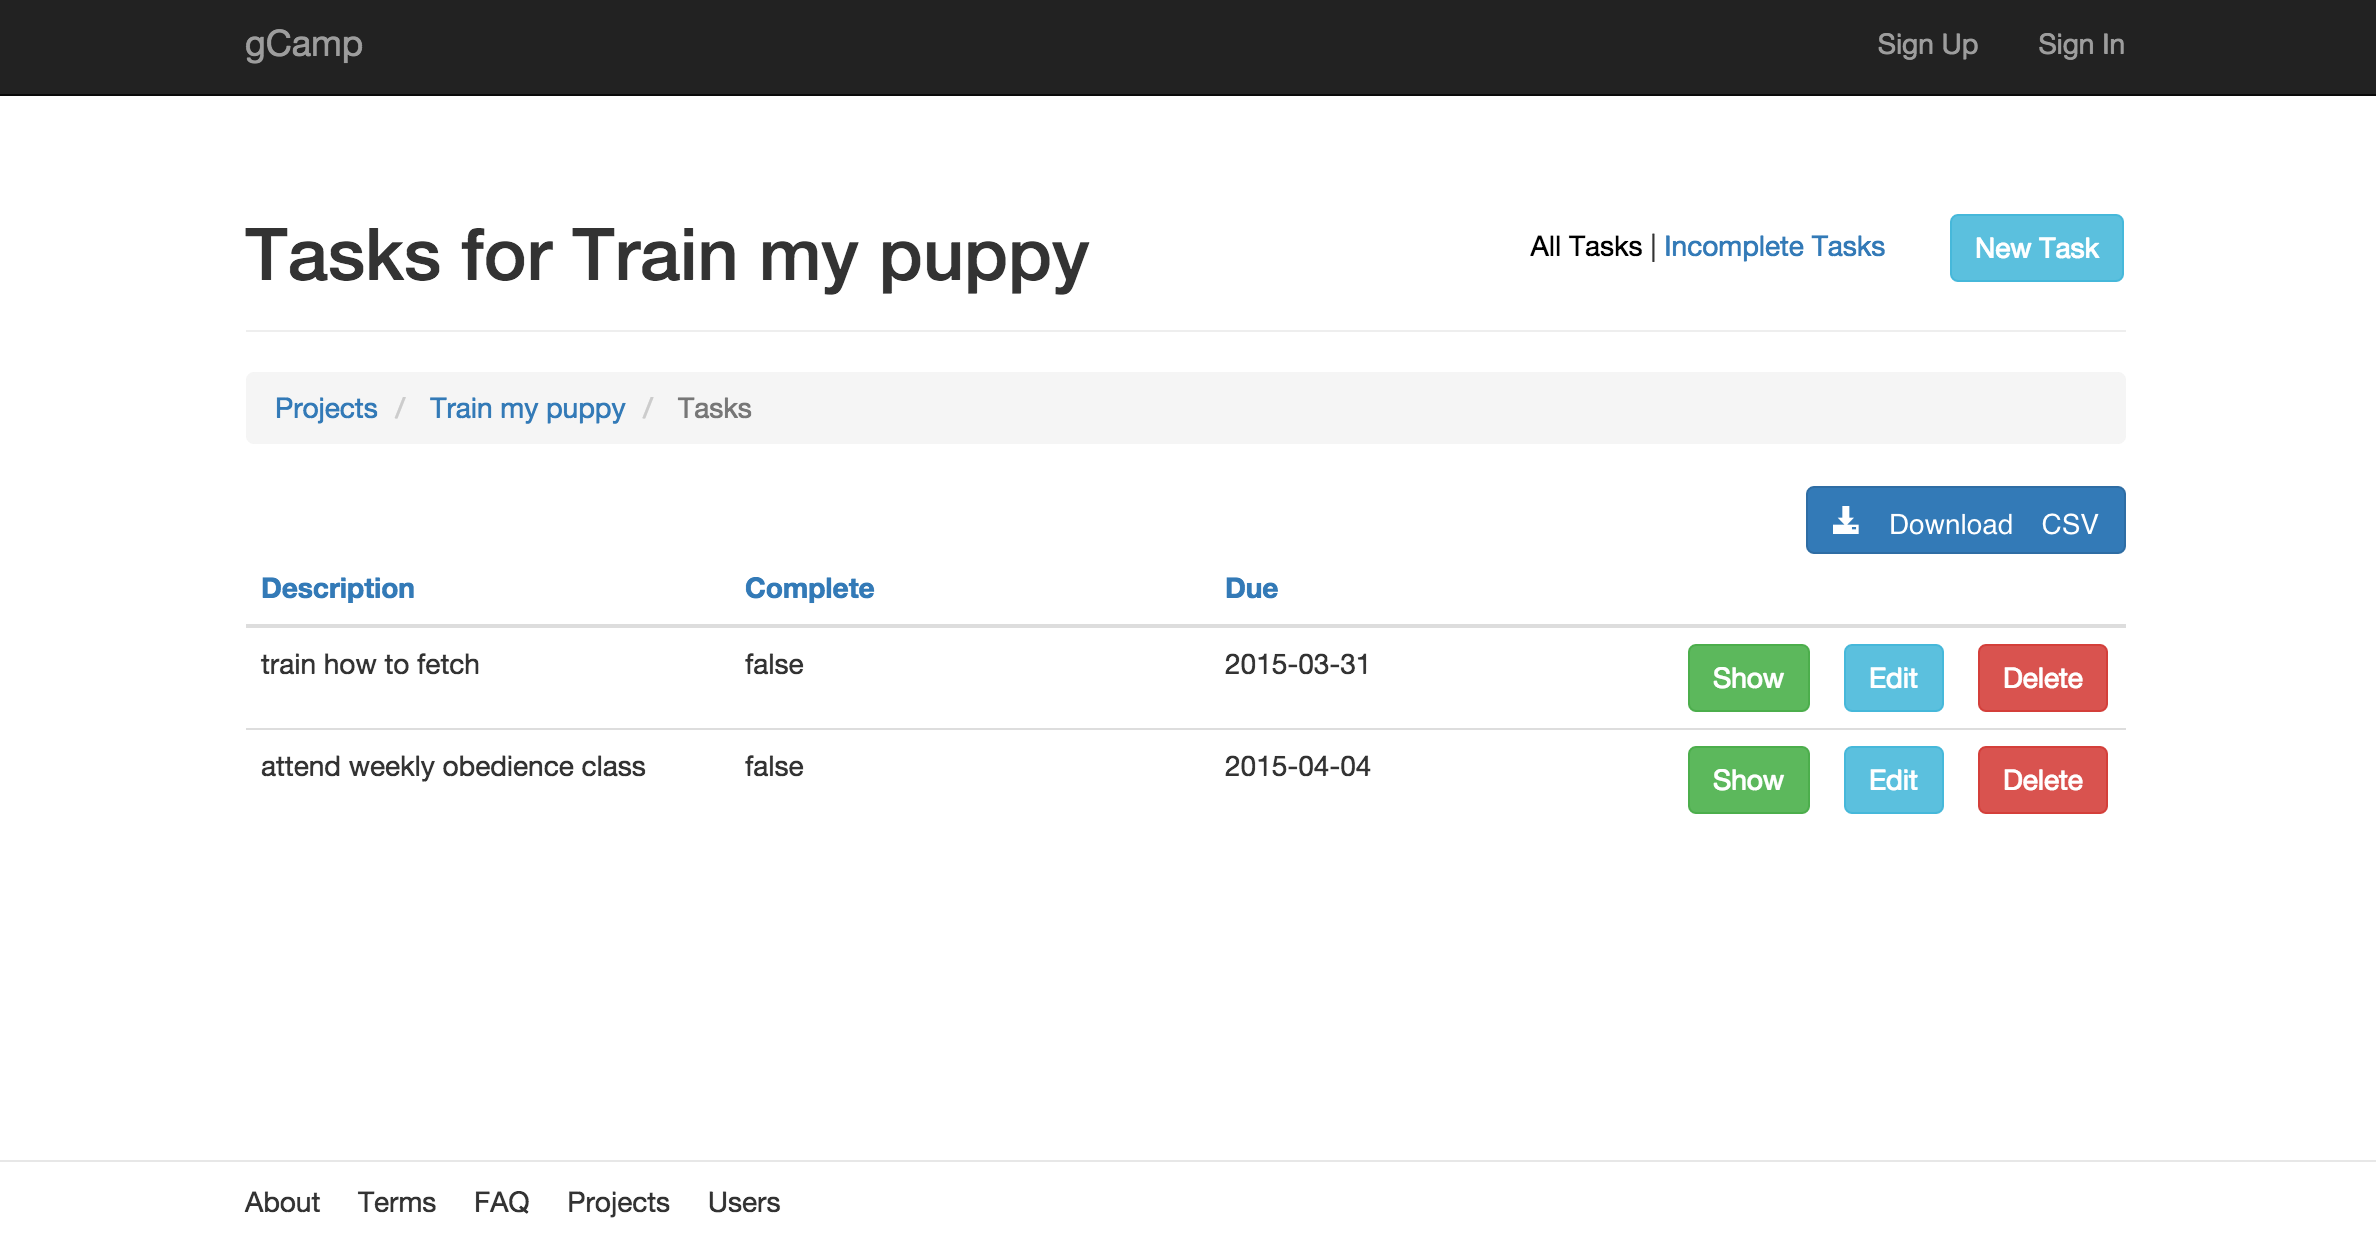 gCamp Sign Up Sign In
Tasks for Train my puppy All Tasks | Incomplete Tasks New Task
Projects / Train my puppy / Tasks
Download CSV
Description Complete Due
train how to fetch false 2015-03-31 Show Edit Delete
attend weekly obedience class false 2015-04-04 Show Edit Delete
About Terms FAQ Projects Users